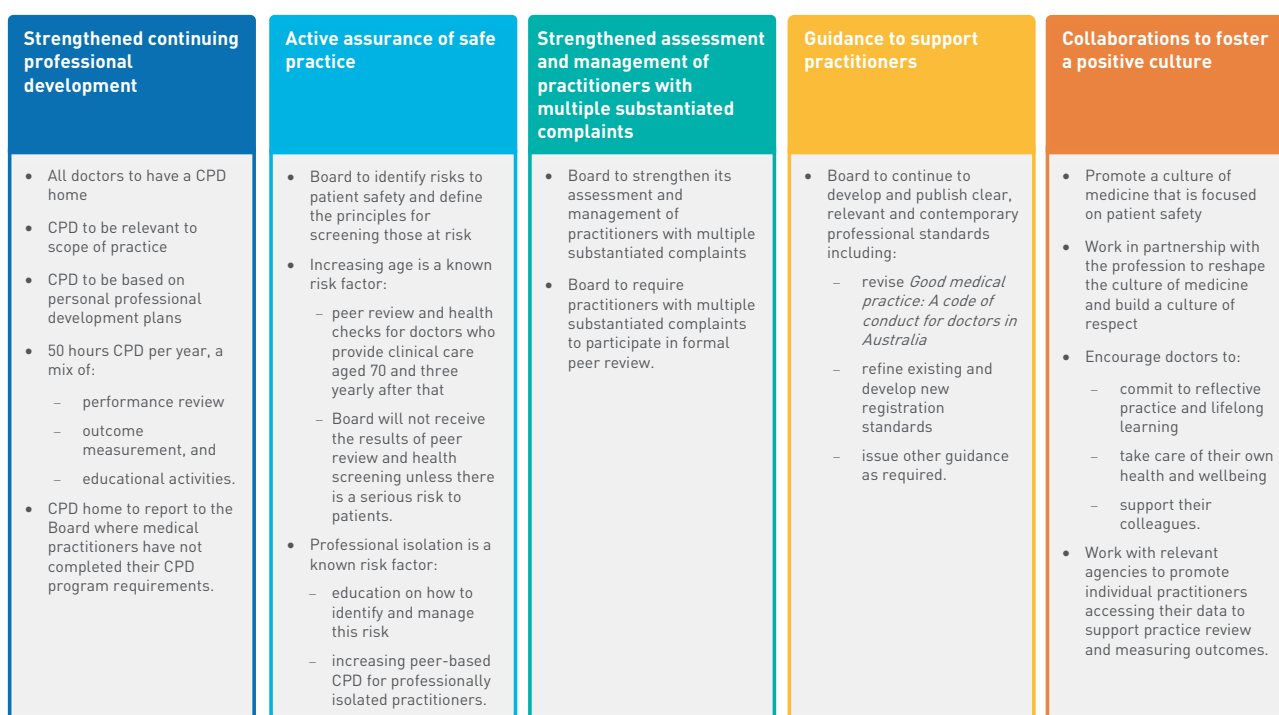 Strengthened continuing
professional
development
• All doctors to have a CPD
home
• CPD to be relevant to
scope of practice
• CPD to be based on
personal professional
development plans
• 50 hours CPD per year, a
mix of:
– performance review
– outcome
measurement, and
– educational activities.
• CPD home to report to the
Board where medical
practitioners have not
completed their CPD
program requirements.
Active assurance of safe
practice
• Board to identify risks to
patient safety and define
the principles for
screening those at risk
• Increasing age is a known
risk factor:
– peer review and health
checks for doctors who
provide clinical care
aged 70 and three
yearly after that
– Board will not receive
the results of peer
review and health
screening unless there
is a serious risk to
patients.
• Professional isolation is a
known risk factor:
– education on how to
identify and manage
this risk
– increasing peer-based
CPD for professionally
isolated practitioners.
Strengthened assessment
and management of
practitioners with
multiple substantiated
complaints
• Board to strengthen its
assessment and
management of
practitioners with multiple
substantiated complaints
• Board to require
practitioners with multiple
substantiated complaints
to participate in formal
peer review.
Guidance to support
practitioners
• Board to continue to
develop and publish clear,
relevant and contemporary
professional standards
including:
– revise Good medical
practice: A code of
conduct for doctors in
Australia
– refine existing and
develop new
registration
standards
– issue other guidance
as required.
Collaborations to foster
a positive culture
• Promote a culture of
medicine that is focused
on patient safety
• Work in partnership with
the profession to reshape
the culture of medicine
and build a culture of
respect
• Encourage doctors to:
– commit to reflective
practice and lifelong
learning
– take care of their own
health and wellbeing
– support their
colleagues.
• Work with relevant
agencies to promote
individual practitioners
accessing their data to
support practice review
and measuring outcomes.